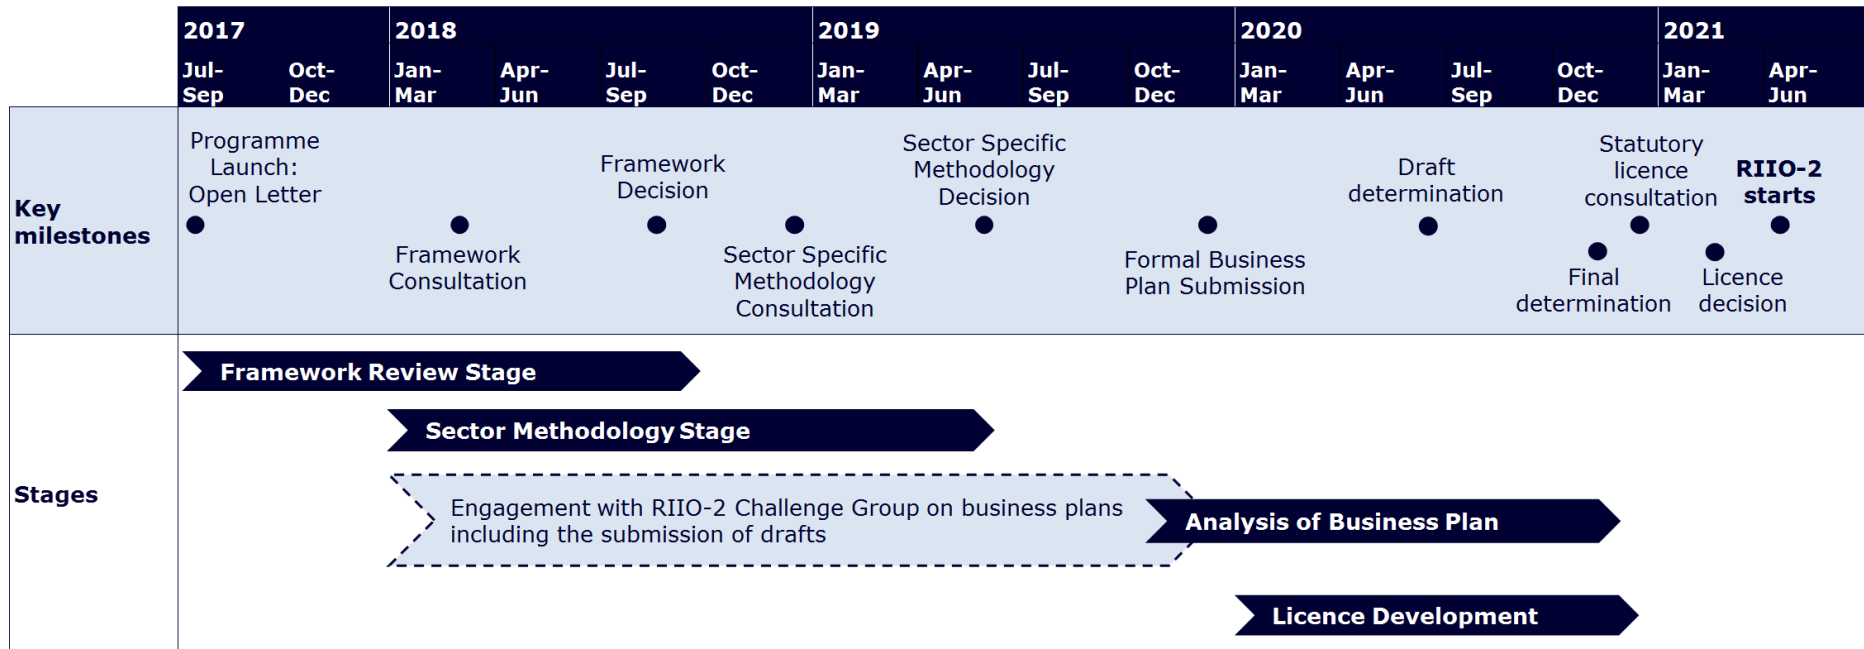 2017
2018
2019
2020
2021
Jul-
Sep
Oct-
Dec
Jan-
Mar
Apr-
Jun
Jul-
Sep
Oct-
Dec
Jan-
Mar
Apr-
Jun
Jul-
Sep
Oct-
Dec
Jan-
Mar
Apr-
Jun
Jul-
Sep
Oct-
Dec
Jan-
Mar
Apr-
Jun
Key
milestones
Programme
Launch:
Open Letter
Framework
Consultation
Framework
Decision
Sector Specific
Methodology
Consultation
Sector Specific
Methodology
Decision
Formal Business
Plan Submission
Draft
determination
Final
determination
Statutory
licence
consultation
Licence
decision
RIIO-2
starts
Stages
Framework Review Stage
Sector Methodology Stage
Engagement with RIIO-2 Challenge Group on business plans
including the submission of drafts
Analysis of Business Plan
Licence Development